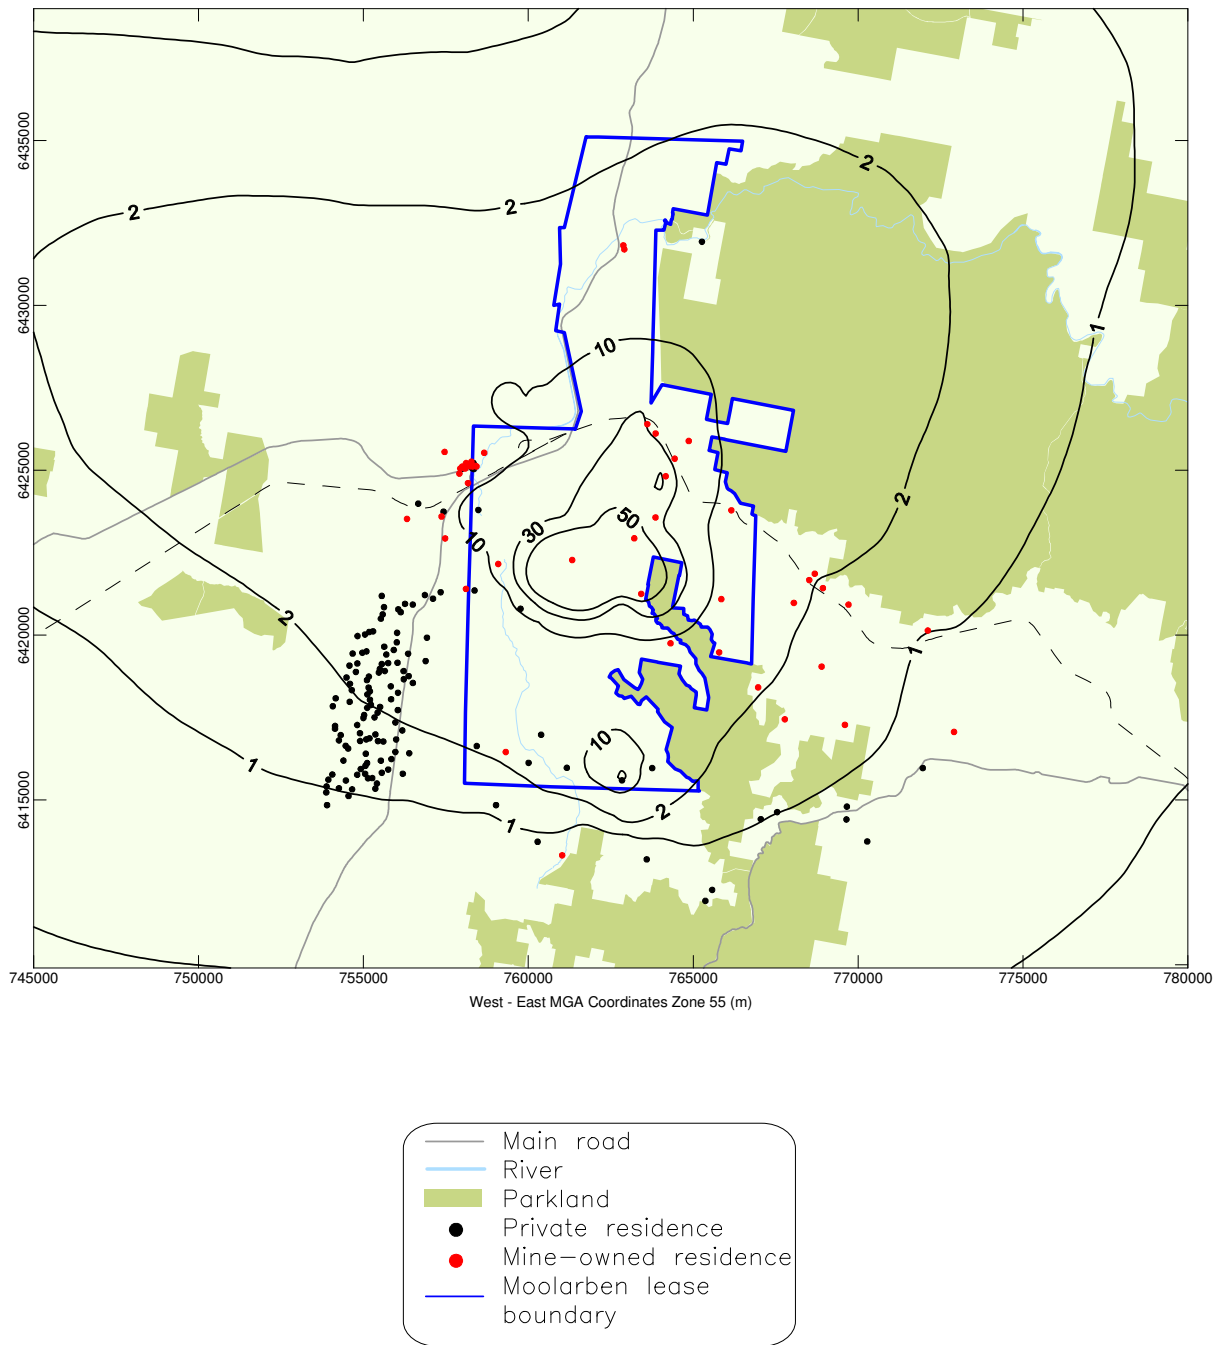 6435000
6430000
6425000
6420000
6415000
2
2
2
1
10
2
30
50
10
2
1
1
10
2
1
745000 750000 755000 760000 765000 770000 775000 780000
West - East MGA Coordinates Zone 55 (m)
Main road
River
Parkland
Private residence
Mine-owned residence
Moolarben lease
boundary